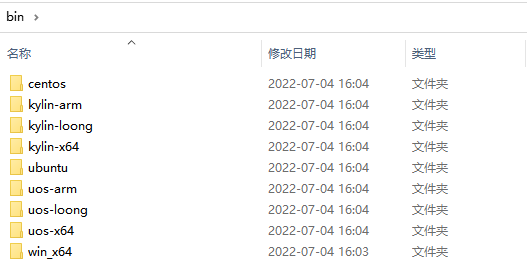 bin
名称 修改日期 类型
centos 2022-07-04 16:04 文件夹
kylin-arm 2022-07-04 16:04 文件夹
kylin-loong 2022-07-04 16:04 文件夹
kylin-x64 2022-07-04 16:04 文件夹
ubuntu 2022-07-04 16:04 文件夹
uos-arm 2022-07-04 16:04 文件夹
uos-loong 2022-07-04 16:04 文件夹
uos-x64 2022-07-04 16:04 文件夹
win_x64 2022-07-04 16:03 文件夹